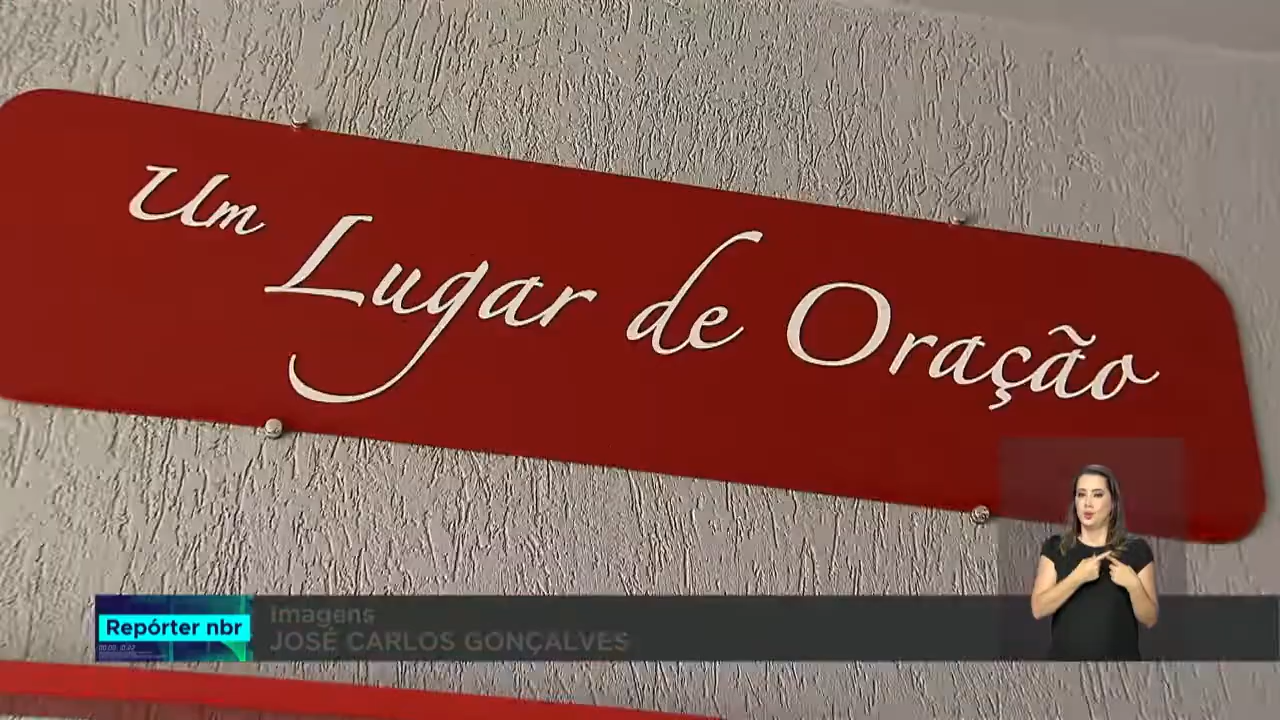 Um Lugar de Oração
Repórter nbr
Imagens
JOSÉ CARLOS GONÇALVES